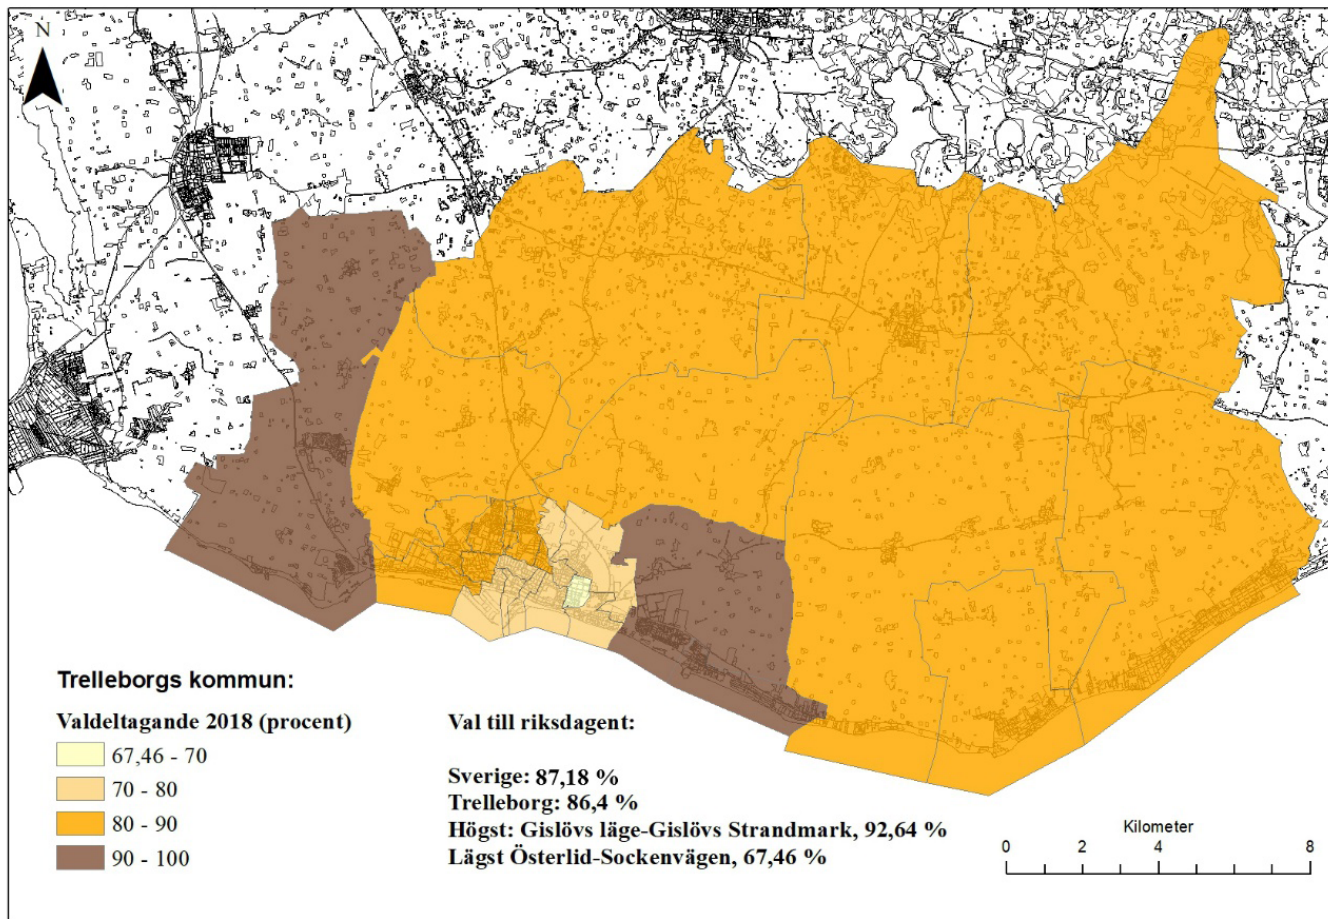 N
Trelleborgs kommun:
Valdeltagande 2018 (procent)
67,46 - 70
70 - 80
80 - 90
90 - 100
Val till riksdagent:
Sverige: 87,18 %
Trelleborg: 86,4 %
Högst: Gislövs läge-Gislövs Strandmark, 92,64 %
Lägst Österlid-Sockenvägen, 67,46 %
Kilometer
0 2 4 6 8